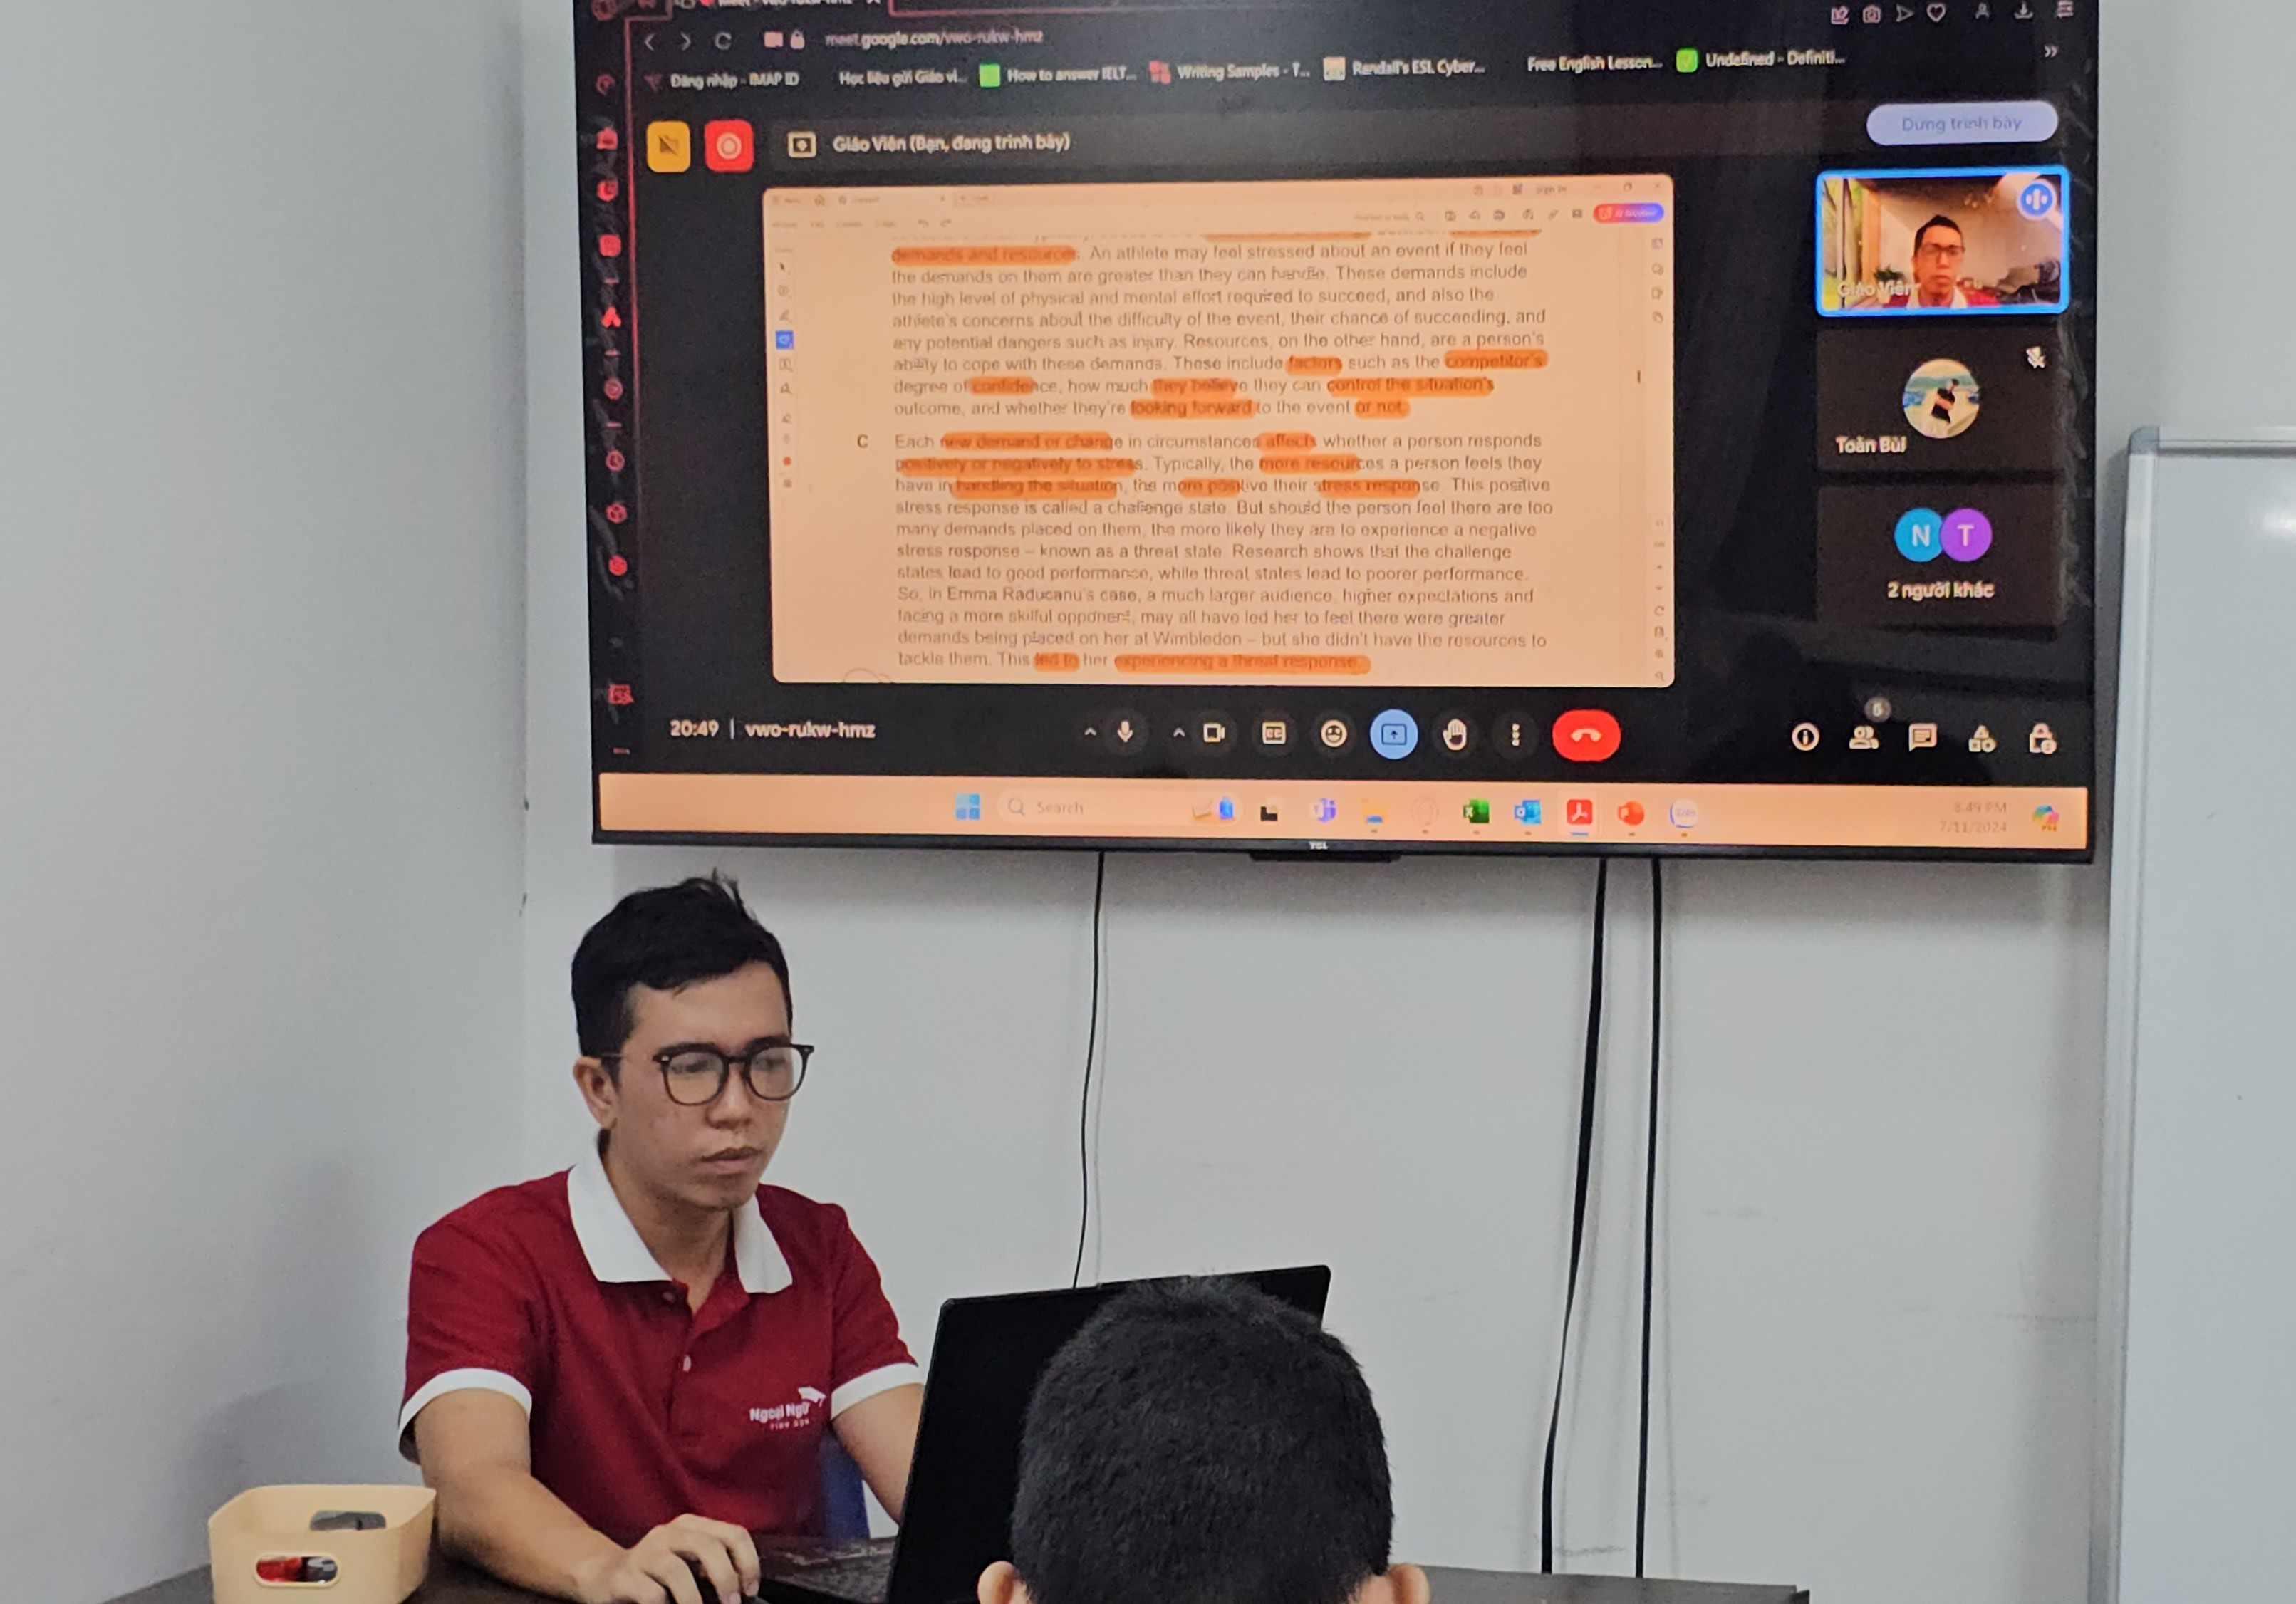 meet.google.com/vwo-rukw-hmz
Đăng nhập - IMAP ID
Học liệu gửi Giáo vi...
How to answer IELT...
Writing Samples - T...
Randall's ESL Cyber...
Free English Lesson...
Undefined - Definiti...
Giáo Viên (Bạn, đang trình bày)
Dừng trình bày
Sign in
demands and resources. An athlete may feel stressed about an event if they feel
the demands on them are greater than they can handle. These demands include
the high level of physical and mental effort required to succeed, and also the
athlete's concerns about the difficulty of the event, their chance of succeeding, and
any potential dangers such as injury. Resources, on the other hand, are a person's
ability to cope with these demands. These include factors such as the competitor's
degree of confidence, how much they believe they can control the situation's
outcome, and whether they're looking forward to the event or not.
C Each new demand or change in circumstances affects whether a person responds
positively or negatively to stress. Typically, the more resources a person feels they
have in handling the situation, the more positive their stress response. This positive
stress response is called a challenge state. But should the person feel there are too
many demands placed on them, the more likely they are to experience a negative
stress response – known as a threat state. Research shows that the challenge
states lead to good performance, while threat states lead to poorer performance.
So, in Emma Raducanu's case, a much larger audience, higher expectations and
facing a more skilful opponent, may all have led her to feel there were greater
demands being placed on her at Wimbledon – but she didn't have the resources to
tackle them. This led to her experiencing a threat response.
Giáo Viên
Toàn Bùi
N T
2 người khác
20:49 | vwo-rukw-hmz
CC
5
Search
Zalo
8:49 PM
7/11/2024
TCL
Ngoại Ngữ